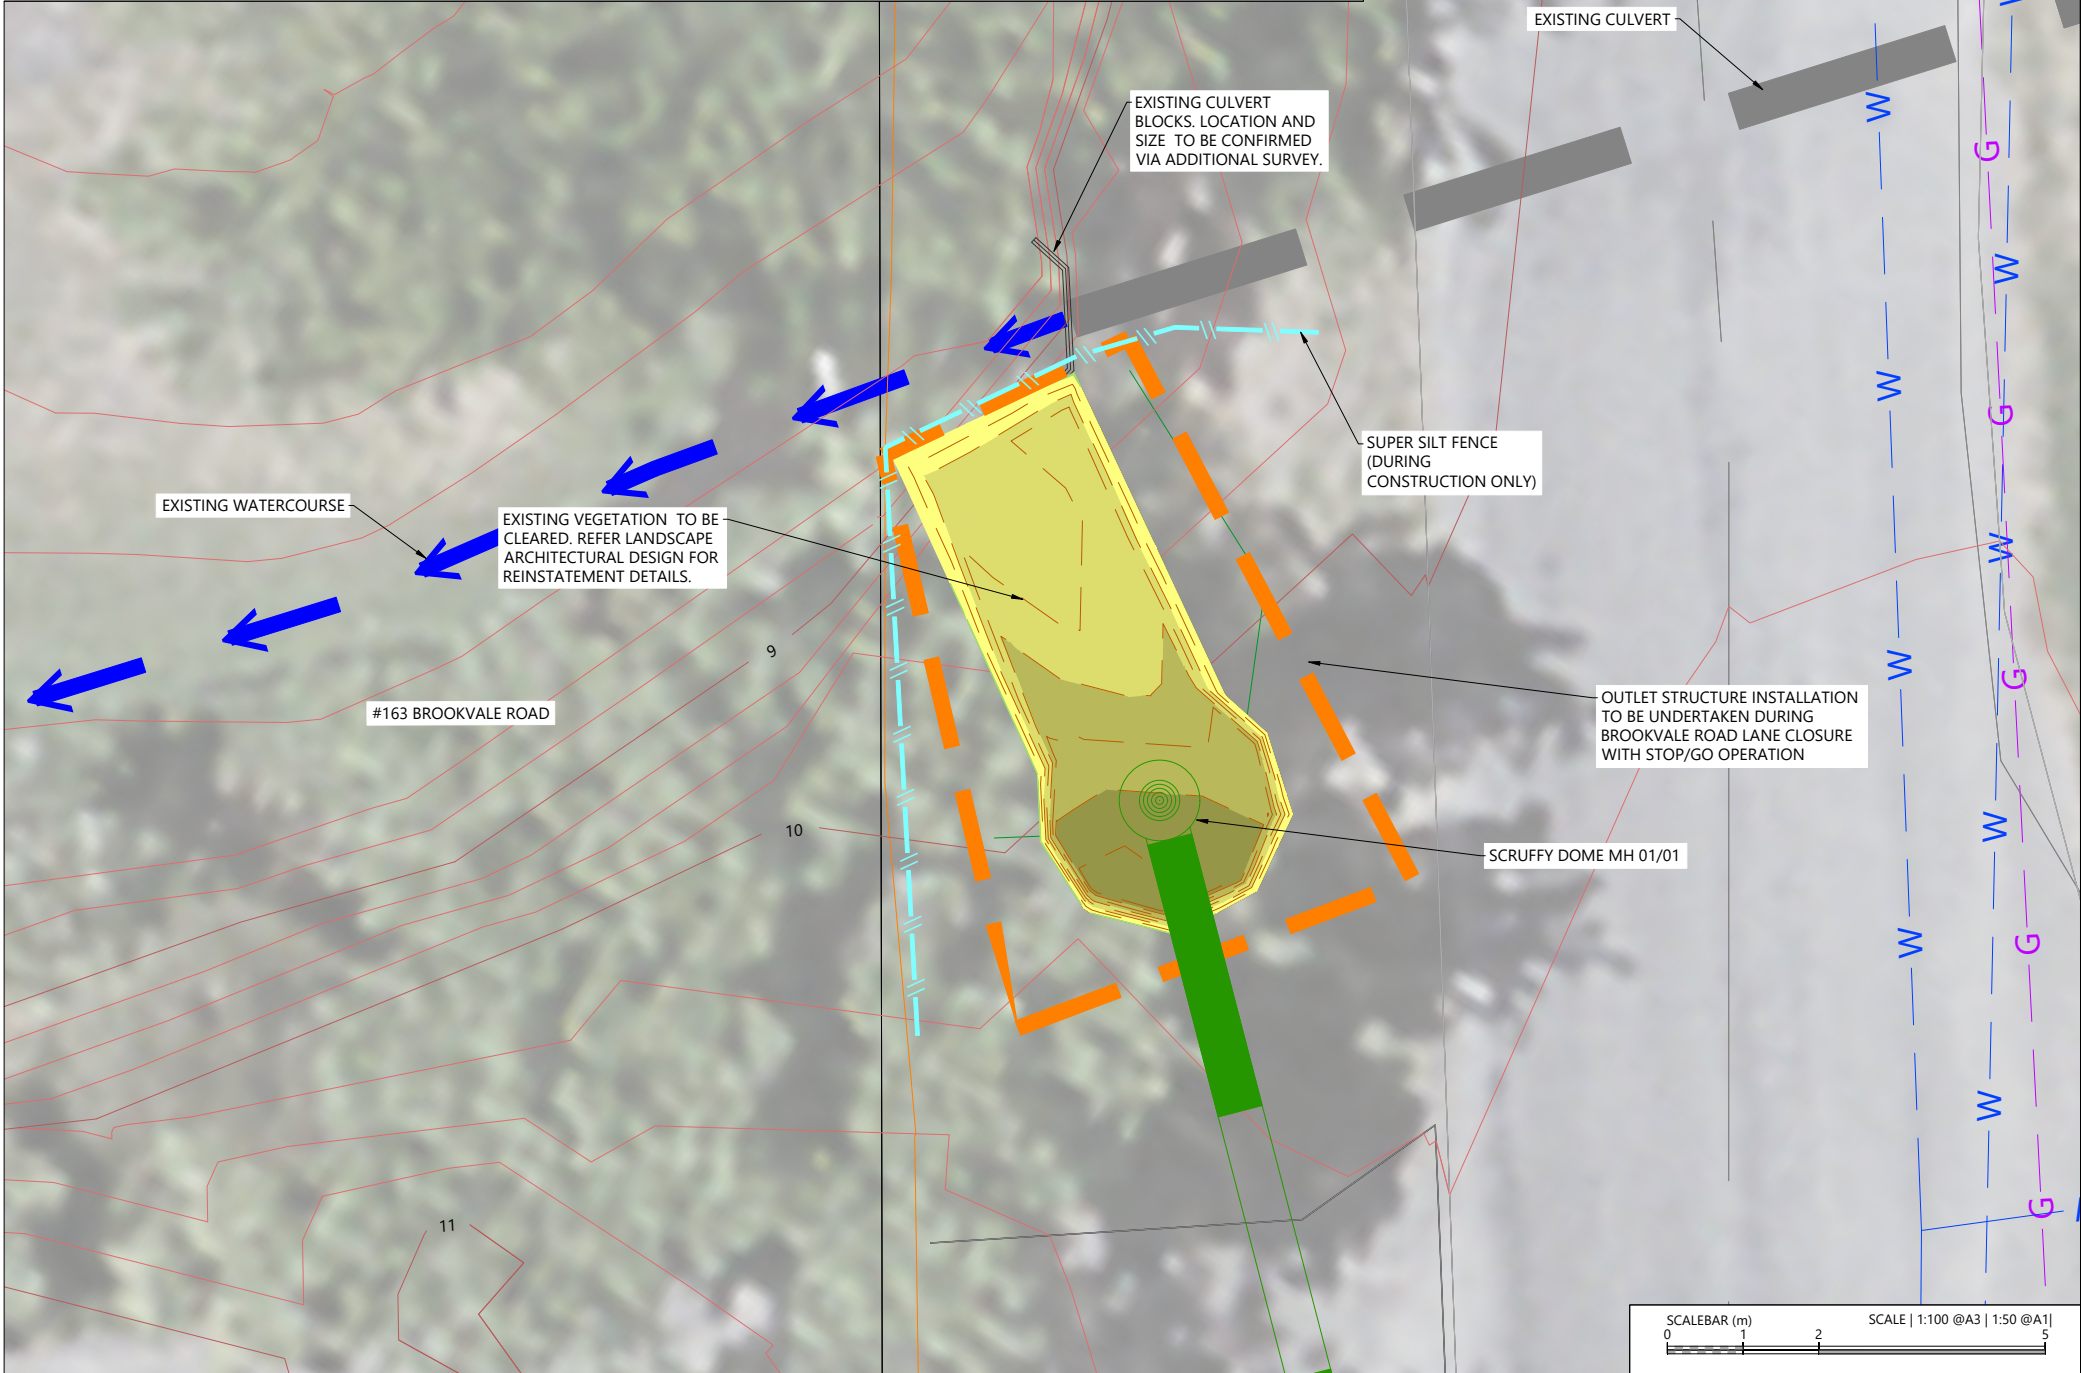 EXISTING CULVERT
EXISTING CULVERT
BLOCKS. LOCATION AND
SIZE TO BE CONFIRMED
VIA ADDITIONAL SURVEY.
SUPER SILT FENCE
(DURING
CONSTRUCTION ONLY)
EXISTING WATERCOURSE
EXISTING VEGETATION TO BE
CLEARED. REFER LANDSCAPE
ARCHITECTURAL DESIGN FOR
REINSTATEMENT DETAILS.
9
#163 BROOKVALE ROAD
OUTLET STRUCTURE INSTALLATION
TO BE UNDERTAKEN DURING
BROOKVALE ROAD LANE CLOSURE
WITH STOP/GO OPERATION
10
SCRUFFY DOME MH 01/01
11
W
W
W
W
W
W
W
W
G
G
G
G
G
SCALEBAR (m)
SCALE | 1:100 @A3 | 1:50 @A1|
0 1 2 5